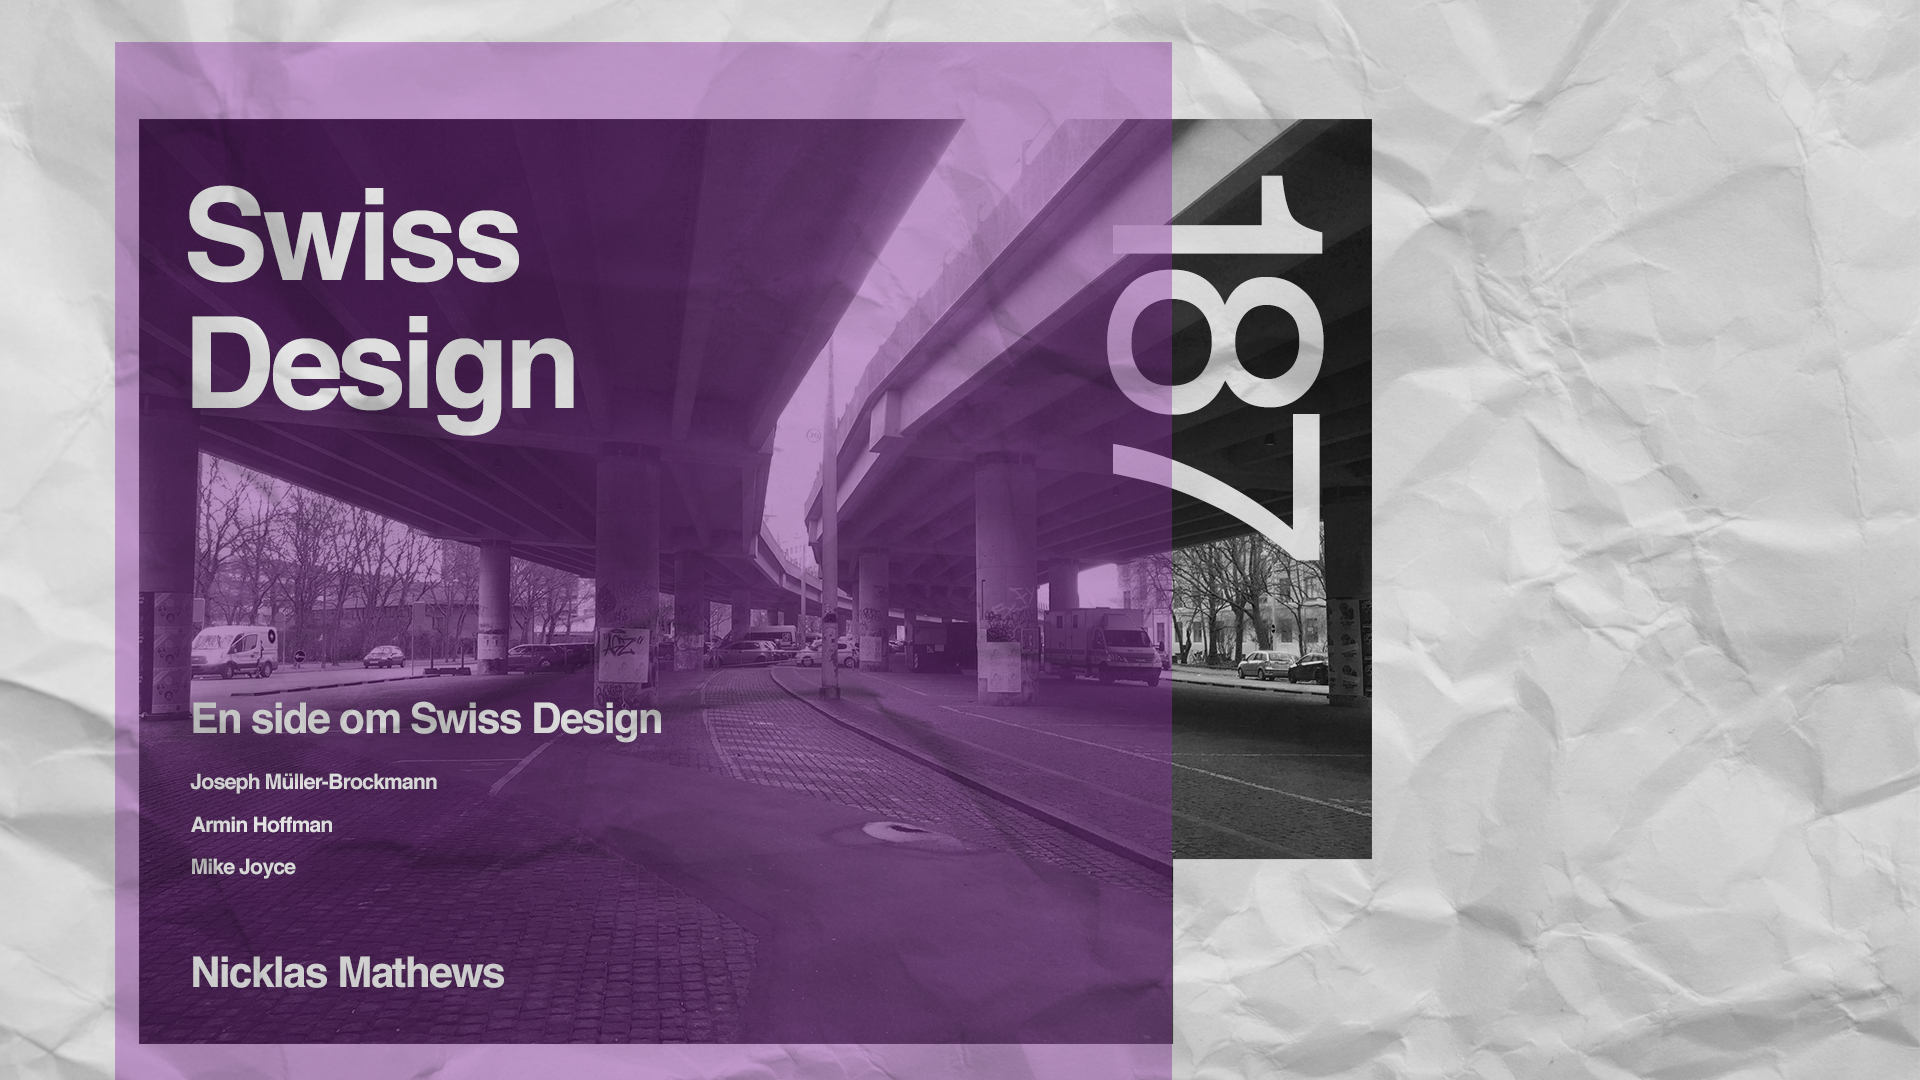 Swiss
Design
187
En side om Swiss Design
Joseph Müller-Brockmann
Armin Hoffman
Mike Joyce
Nicklas Mathews